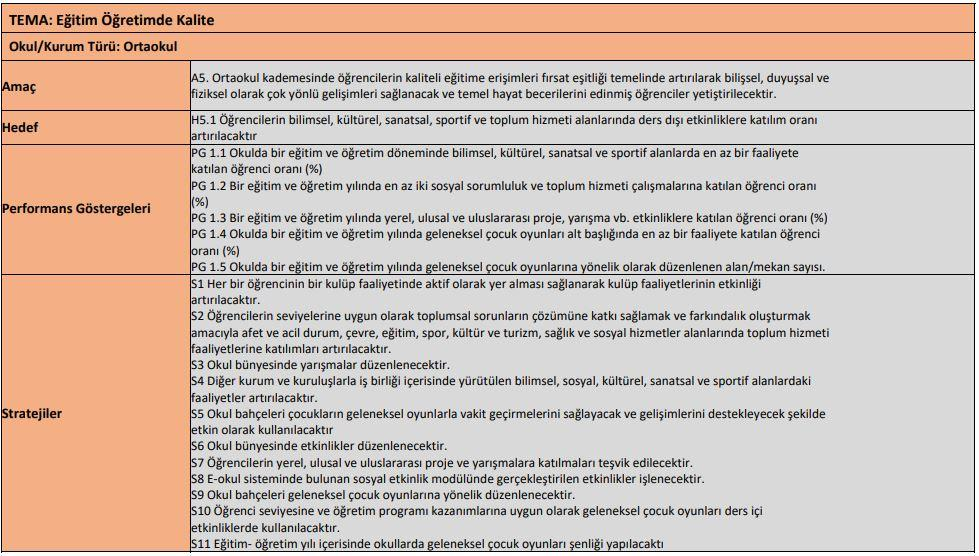 TEMA: Eğitim Öğretimde Kalite
Okul/Kurum Türü: Ortaokul
Amaç
A5. Ortaokul kademesinde öğrencilerin kaliteli eğitime erişimleri fırsat eşitliği temelinde artırılarak bilişsel, duyuşsal ve
fiziksel olarak çok yönlü gelişimleri sağlanacak ve temel hayat becerilerini edinmiş öğrenciler yetiştirilecektir.
Hedef
H5.1 Öğrencilerin bilimsel, kültürel, sanatsal, sportif ve toplum hizmeti alanlarında ders dışı etkinliklere katılım oranı
artırılacaktır
Performans Göstergeleri
PG 1.1 Okulda bir eğitim ve öğretim döneminde bilimsel, kültürel, sanatsal ve sportif alanlarda en az bir faaliyete
katılan öğrenci oranı (%)
PG 1.2 Bir eğitim ve öğretim yılında en az iki sosyal sorumluluk ve toplum hizmeti çalışmalarına katılan öğrenci oranı
(%)
PG 1.3 Bir eğitim ve öğretim yılında yerel, ulusal ve uluslararası proje, yarışma vb. etkinliklere katılan öğrenci oranı (%)
PG 1.4 Okulda bir eğitim ve öğretim yılında geleneksel çocuk oyunları alt başlığında en az bir faaliyete katılan öğrenci
oranı (%)
PG 1.5 Okulda bir eğitim ve öğretim yılında geleneksel çocuk oyunlarına yönelik olarak düzenlenen alan/mekan sayısı.
Stratejiler
S1 Her bir öğrencinin bir kulüp faaliyetinde aktif olarak yer alması sağlanarak kulüp faaliyetlerinin etkinliği
artırılacaktır.
S2 Öğrencilerin seviyelerine uygun olarak toplumsal sorunların çözümüne katkı sağlamak ve farkındalık oluşturmak
amacıyla afet ve acil durum, çevre, eğitim, spor, kültür ve turizm, sağlık ve sosyal hizmetler alanlarında toplum hizmeti
faaliyetlerine katılımları artırılacaktır.
S3 Okul bünyesinde yarışmalar düzenlenecektir.
S4 Diğer kurum ve kuruluşlarla iş birliği içerisinde yürütülen bilimsel, sosyal, kültürel, sanatsal ve sportif alanlardaki
faaliyetler artırılacaktır.
S5 Okul bahçeleri çocukların geleneksel oyunlarla vakit geçirmelerini sağlayacak ve gelişimlerini destekleyecek şekilde
etkin olarak kullanılacaktır
S6 Okul bünyesinde etkinlikler düzenlenecektir.
S7 Öğrencilerin yerel, ulusal ve uluslararası proje ve yarışmalara katılmaları teşvik edilecektir.
S8 E-okul sisteminde bulunan sosyal etkinlik modülünde gerçekleştirilen etkinlikler işlenecektir.
S9 Okul bahçeleri geleneksel çocuk oyunlarına yönelik düzenlenecektir.
S10 Öğrenci seviyesine ve öğretim programı kazanımlarına uygun olarak geleneksel çocuk oyunları ders içi
etkinliklerde kullanılacaktır.
S11 Eğitim- öğretim yılı içerisinde okullarda geleneksel çocuk oyunları şenliği yapılacaktı